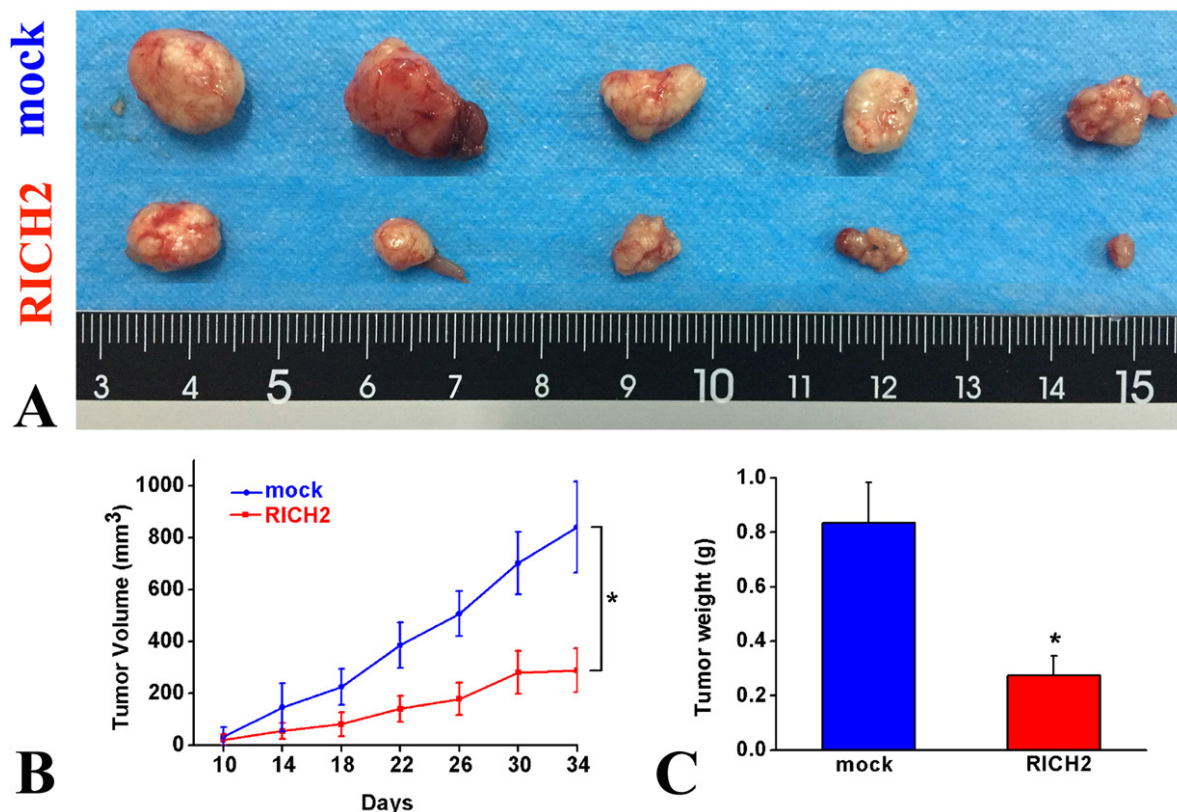 mock
RICH2
3 4 5 6 7 8 9 10 11 12 13 14 15
A
Tumor Volume (mm³)
1000
800
600
400
200
0
mock
RICH2
*
10 14 18 22 26 30 34
Days
B
Tumor weight (g)
1.0
0.8
0.6
0.4
0.2
0.0
*
mock RICH2
C